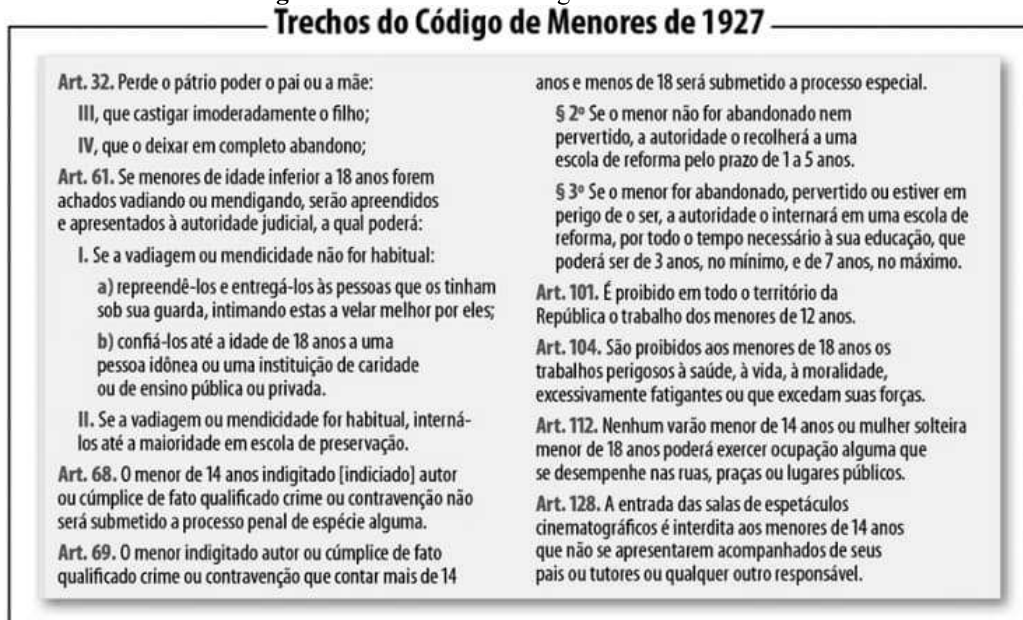 Trechos do Código de Menores de 1927
Art. 32. Perde o pátrio poder o pai ou a mãe:
III, que castigar imoderadamente o filho;
IV, que o deixar em completo abandono;
Art. 61. Se menores de idade inferior a 18 anos forem
achados vadiando ou mendigando, serão apreendidos
e apresentados à autoridade judicial, a qual poderá:
I. Se a vadiagem ou mendicidade não for habitual:
a) repreendê-los e entregá-los às pessoas que os tinham
sob sua guarda, intimando estas a velar melhor por eles;
b) confiá-los até a idade de 18 anos a uma
pessoa idônea ou uma instituição de caridade
ou de ensino pública ou privada.
II. Se a vadiagem ou mendicidade for habitual, interná-
los até a maioridade em escola de preservação.
Art. 68. O menor de 14 anos indigitado [indiciado] autor
ou cúmplice de fato qualificado crime ou contravenção não
será submetido a processo penal de espécie alguma.
Art. 69. O menor indigitado autor ou cúmplice de fato
qualificado crime ou contravenção que contar mais de 14
anos e menos de 18 será submetido a processo especial.
§ 2º Se o menor não for abandonado nem
pervertido, a autoridade o recolherá a uma
escola de reforma pelo prazo de 1 a 5 anos.
§ 3º Se o menor for abandonado, pervertido ou estiver em
perigo de o ser, a autoridade o internará em uma escola de
reforma, por todo o tempo necessário à sua educação, que
poderá ser de 3 anos, no mínimo, e de 7 anos, no máximo.
Art. 101. É proibido em todo o território da
República o trabalho dos menores de 12 anos.
Art. 104. São proibidos aos menores de 18 anos os
trabalhos perigosos à saúde, à vida, à moralidade,
excessivamente fatigantes ou que excedam suas forças.
Art. 112. Nenhum varão menor de 14 anos ou mulher solteira
menor de 18 anos poderá exercer ocupação alguma que
se desempenhe nas ruas, praças ou lugares públicos.
Art. 128. A entrada das salas de espetáculos
cinematográficos é interdita aos menores de 14 anos
que não se apresentarem acompanhados de seus
pais ou tutores ou qualquer outro responsável.